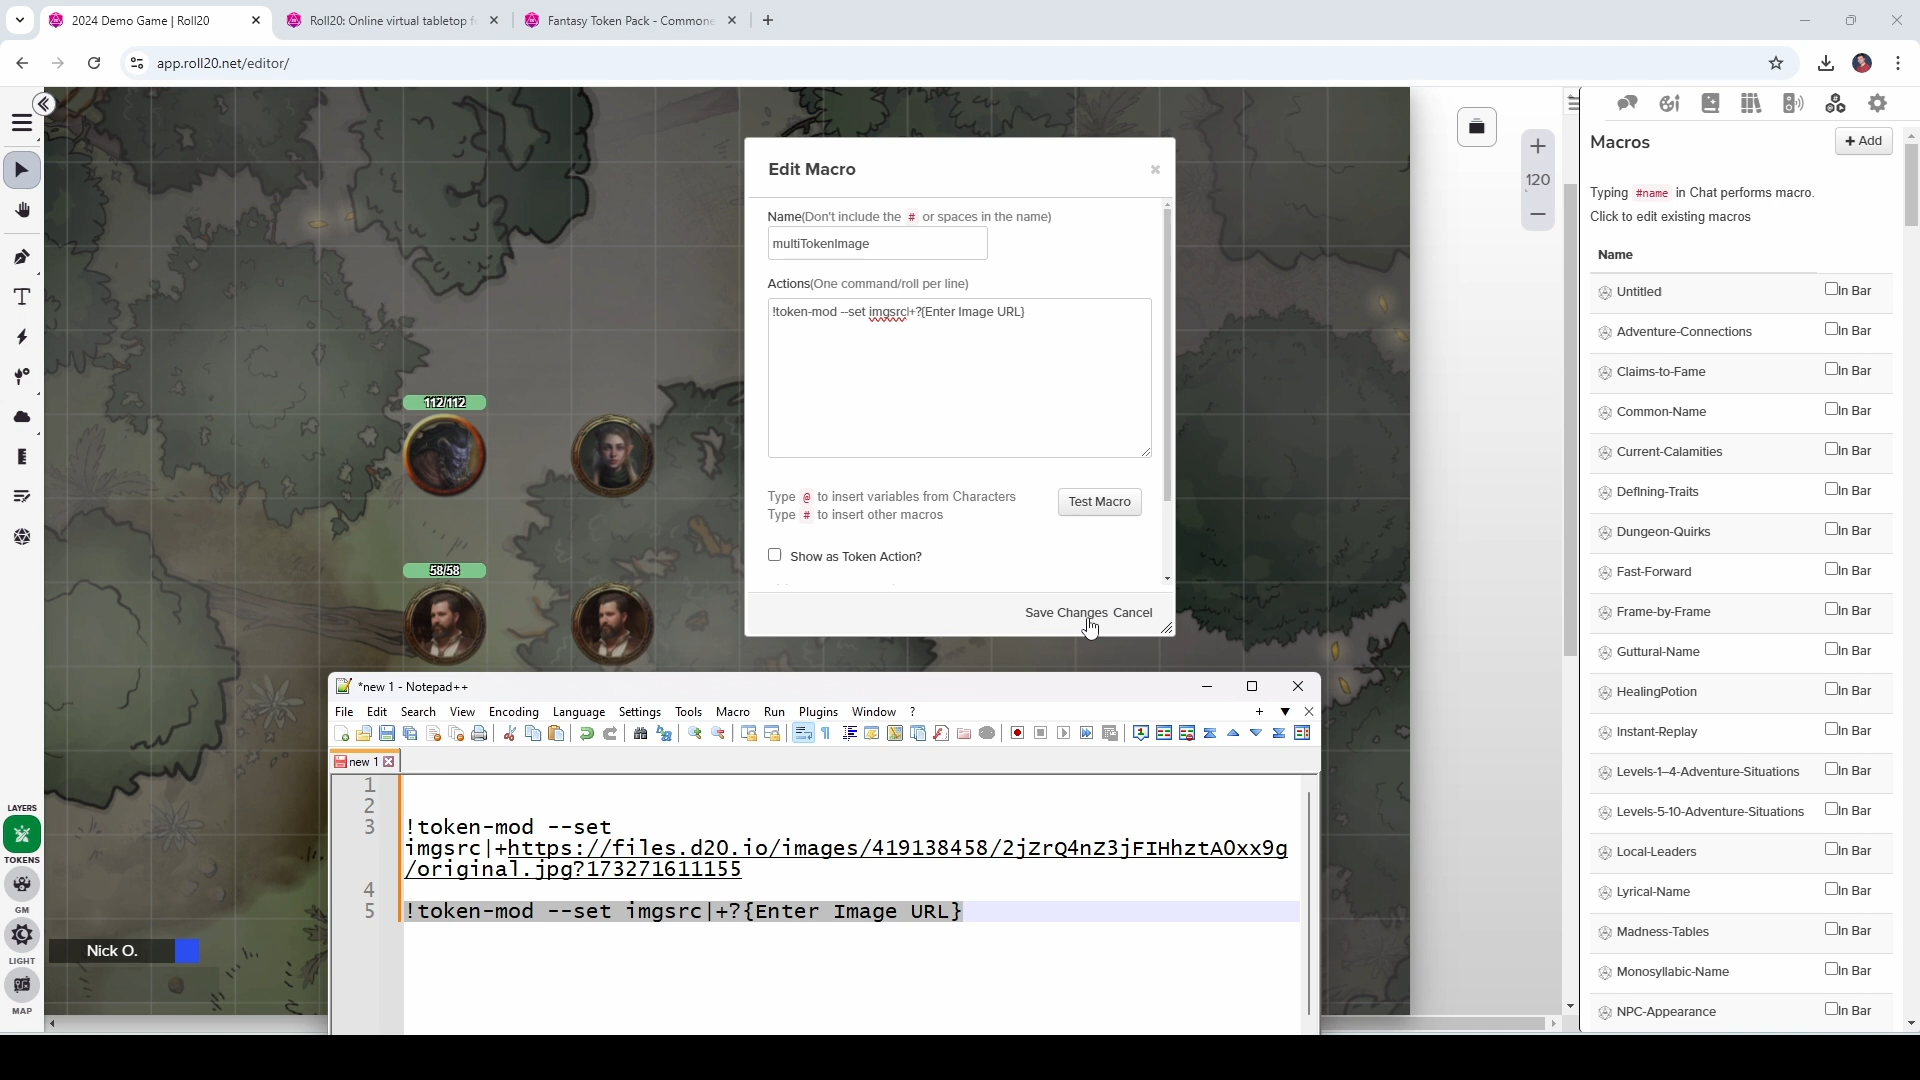 2024 Demo Game | Roll20
Roll20: Online virtual tabletop f
Fantasy Token Pack - Commone
app.roll20.net/editor/
120
Macros
+ Add
Typing #name in Chat performs macro.
Click to edit existing macros
Name
Untitled In Bar
Adventure-Connections In Bar
Claims-to-Fame In Bar
Common-Name In Bar
Current-Calamities In Bar
Defining-Traits In Bar
Dungeon-Quirks In Bar
Fast-Forward In Bar
Frame-by-Frame In Bar
Guttural-Name In Bar
HealingPotion In Bar
Instant-Replay In Bar
Levels-1–4-Adventure-Situations In Bar
Levels-5-10-Adventure-Situations In Bar
Local-Leaders In Bar
Lyrical-Name In Bar
Madness-Tables In Bar
Monosyllabic-Name In Bar
NPC-Appearance In Bar
Edit Macro
Name(Don't include the # or spaces in the name)
multiTokenImage
Actions(One command/roll per line)
!token-mod --set imgsrc|+?{Enter Image URL}
Type @ to insert variables from Characters
Type # to insert other macros
Test Macro
Show as Token Action?
Save Changes Cancel
112/112
58/58
LAYERS
TOKENS
GM
LIGHT
MAP
Nick O.
*new 1 - Notepad++
File Edit Search View Encoding Language Settings Tools Macro Run Plugins Window ?
new 1
1
2
3 !token-mod --set
imgsrc|+https://files.d20.io/images/419138458/2jZrQ4nZ3jFIHhztAOxx9g
/original.jpg?173271611155
4
5 !token-mod --set imgsrc|+?{Enter Image URL}